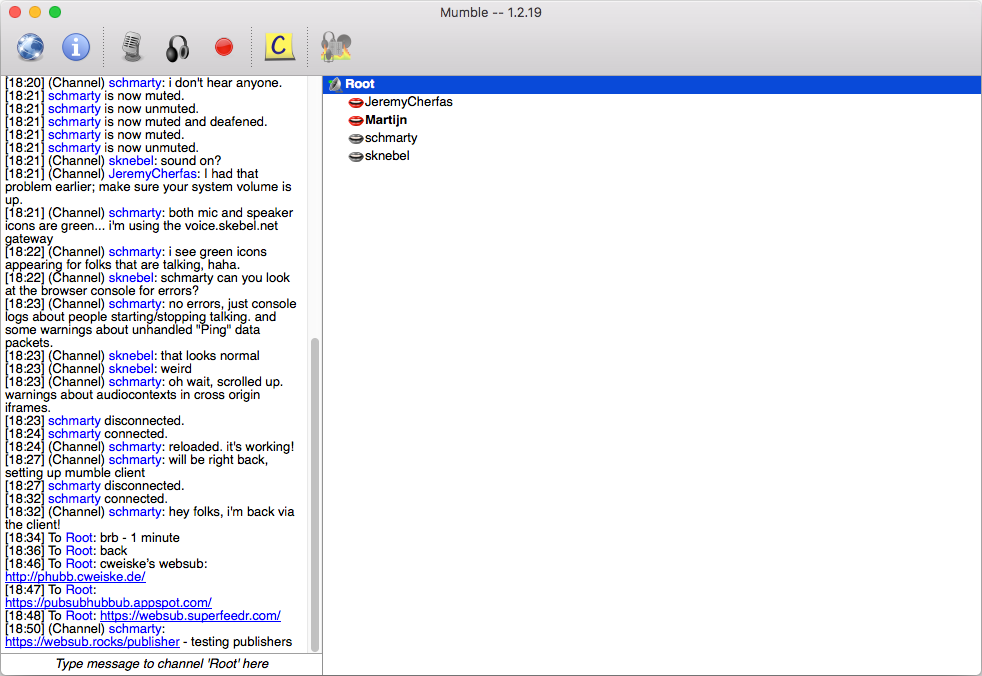 Mumble -- 1.2.19
C
[18:20] (Channel) schmarty: i don't hear anyone.
[18:21] schmarty is now muted.
[18:21] schmarty is now unmuted.
[18:21] schmarty is now muted and deafened.
[18:21] schmarty is now muted.
[18:21] schmarty is now unmuted.
[18:21] (Channel) sknebel: sound on?
[18:21] (Channel) JeremyCherfas: I had that
problem earlier; make sure your system volume is
up.
[18:21] (Channel) schmarty: both mic and speaker
icons are green... i'm using the voice.skebel.net
gateway
[18:22] (Channel) schmarty: i see green icons
appearing for folks that are talking, haha.
[18:22] (Channel) sknebel: schmarty can you look
at the browser console for errors?
[18:23] (Channel) schmarty: no errors, just console
logs about people starting/stopping talking. and
some warnings about unhandled "Ping" data
packets.
[18:23] (Channel) sknebel: that looks normal
[18:23] (Channel) sknebel: weird
[18:23] (Channel) schmarty: oh wait, scrolled up.
warnings about audiocontexts in cross origin
iframes.
[18:23] schmarty disconnected.
[18:24] schmarty connected.
[18:24] (Channel) schmarty: reloaded. it's working!
[18:27] (Channel) schmarty: will be right back,
setting up mumble client
[18:27] schmarty disconnected.
[18:32] schmarty connected.
[18:32] (Channel) schmarty: hey folks, i'm back via
the client!
[18:34] To Root: brb - 1 minute
[18:36] To Root: back
[18:46] To Root: cweiske's websub:
http://phubb.cweiske.de/
[18:47] To Root:
https://pubsubhubbub.appspot.com/
[18:48] To Root: https://websub.superfeedr.com/
[18:50] (Channel) schmarty:
https://websub.rocks/publisher - testing publishers
Type message to channel 'Root' here
Root
JeremyCherfas
Martijn
schmarty
sknebel